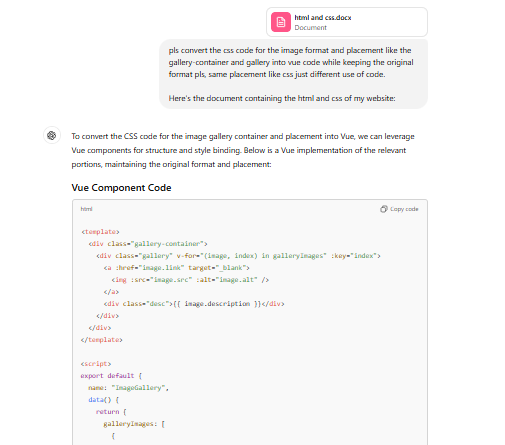 html and css.docx
Document
pls convert the css code for the image format and placement like the
gallery-container and gallery into vue code while keeping the original
format pls, same placement like css just different use of code.
Here's the document containing the html and css of my website:
To convert the CSS code for the image gallery container and placement into Vue, we can leverage
Vue components for structure and style binding. Below is a Vue implementation of the relevant
portions, maintaining the original format and placement:
Vue Component Code
html
Copy code
<template>
<div class="gallery-container">
<div class="gallery" v-for="(image, index) in galleryImages" :key="index">
<a :href="image.link" target="_blank">
<img :src="image.src" :alt="image.alt" />
</a>
<div class="desc">{{ image.description }}</div>
</div>
</div>
</template>
<script>
export default {
name: "ImageGallery",
data() {
return {
galleryImages: [
{